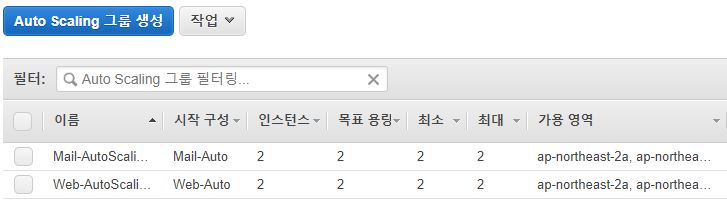 Auto Scaling 그룹 생성 작업
필터: Auto Scaling 그룹 필터링...
이름 시작 구성 인스턴스 목표 용량 최소 최대 가용 영역
Mail-AutoScali... Mail-Auto 2 2 2 2 ap-northeast-2a, ap-northea...
Web-AutoScali... Web-Auto 2 2 2 2 ap-northeast-2a, ap-northea...